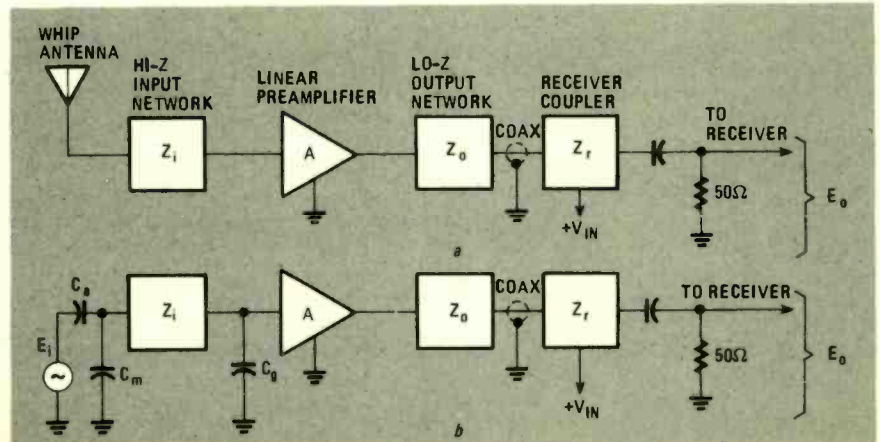 WHIP
ANTENNA
HI-Z
INPUT
NETWORK
LINEAR
PREAMPLIFIER
LO-Z
OUTPUT
NETWORK
RECEIVER
COUPLER
COAX
TO
RECEIVER
Zi
A
Zo
Zr
50Ω
Eo
+VIN
a
Ca
COAX
TO RECEIVER
Zi
A
Zo
Zr
Ei
Cm
Cg
50Ω
Eo
+VIN
b